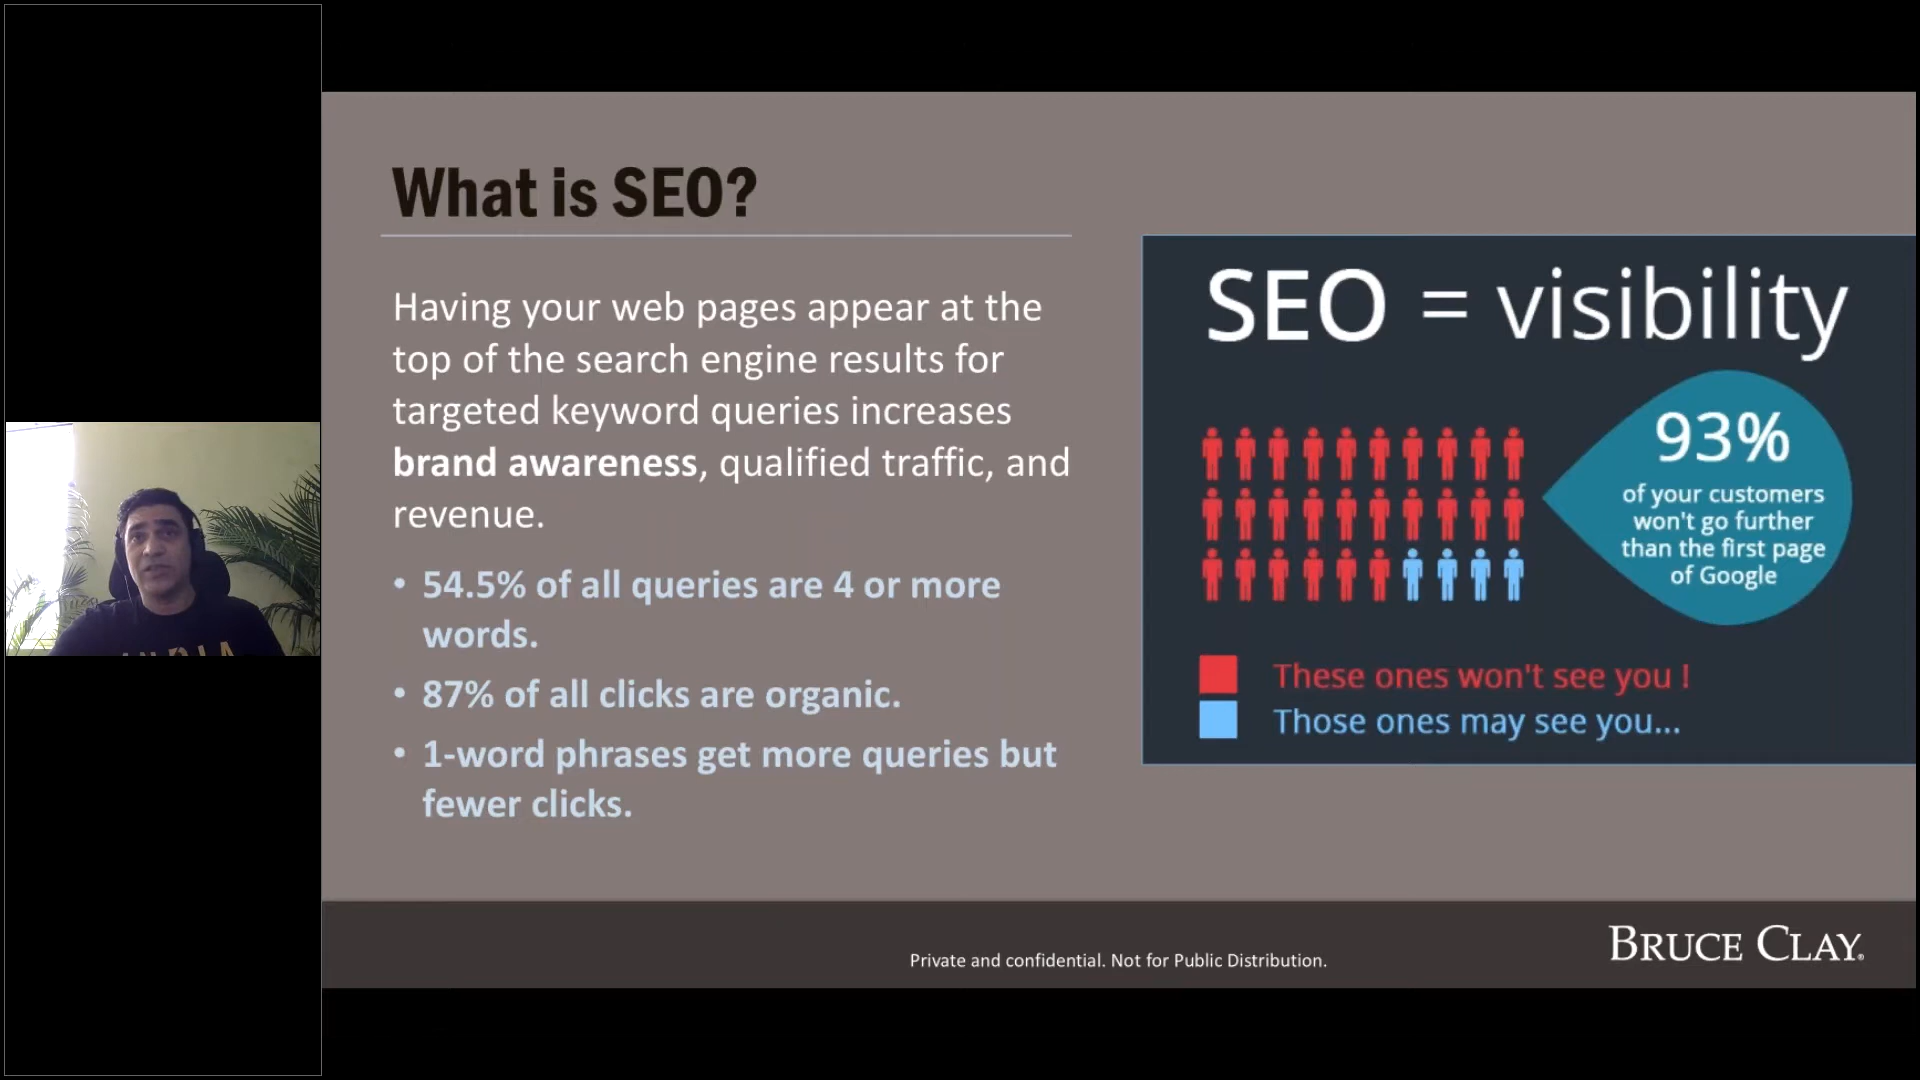 What is SEO?
Having your web pages appear at the
top of the search engine results for
targeted keyword queries increases
brand awareness, qualified traffic, and
revenue.
• 54.5% of all queries are 4 or more
words.
• 87% of all clicks are organic.
• 1-word phrases get more queries but
fewer clicks.
SEO = visibility
93%
of your customers
won't go further
than the first page
of Google
These ones won't see you !
Those ones may see you...
INDIA
Private and confidential. Not for Public Distribution.
BRUCE CLAY®